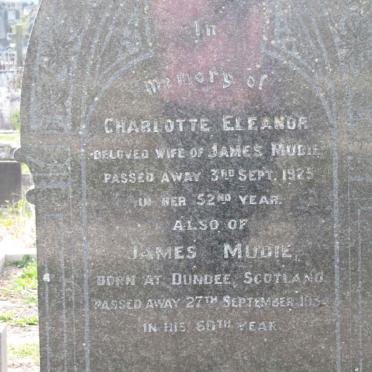 In
memory of
CHARLOTTE ELEANOR
BELOVED WIFE OF JAMES MUDIE,
PASSED AWAY 3RD SEPT, 1925
IN HER 52ND YEAR.
ALSO OF
JAMES MUDIE,
BORN AT DUNDEE, SCOTLAND
PASSED AWAY 27TH SEPTEMBER
IN HIS 60TH YEAR.